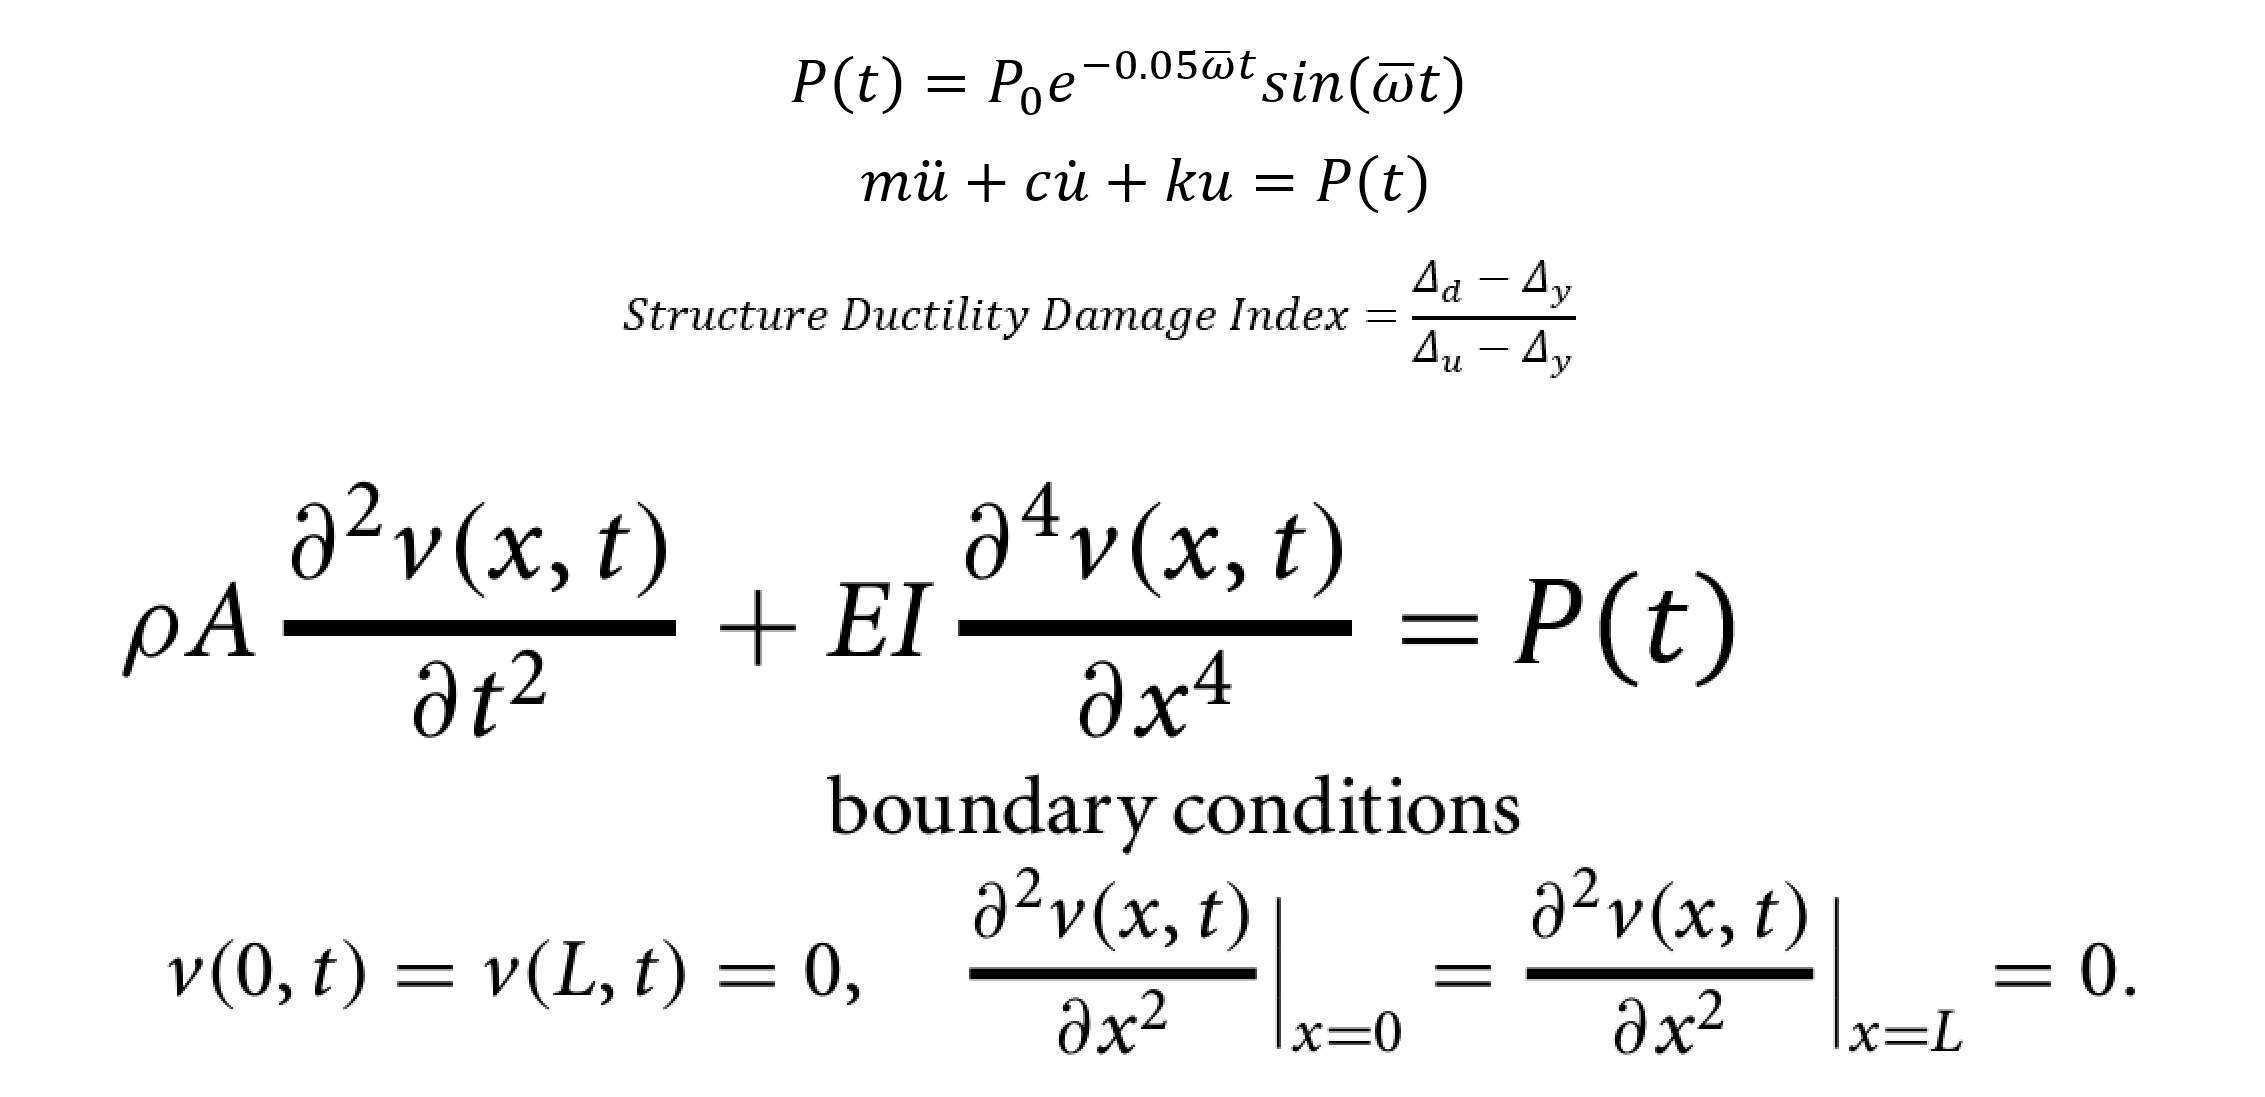 P(t) = P₀e^{−0.05ω̅t}sin(ω̅t)
mü + cu̇ + ku = P(t)
Structure Ductility Damage Index = (Δ_d − Δ_y)/(Δ_u − Δ_y)
ρA ∂²v(x, t)/∂t² + EI ∂⁴v(x, t)/∂x⁴ = P(t)
boundary conditions
v(0, t) = v(L, t) = 0, ∂²v(x, t)/∂x² |_{x=0} = ∂²v(x, t)/∂x² |_{x=L} = 0.